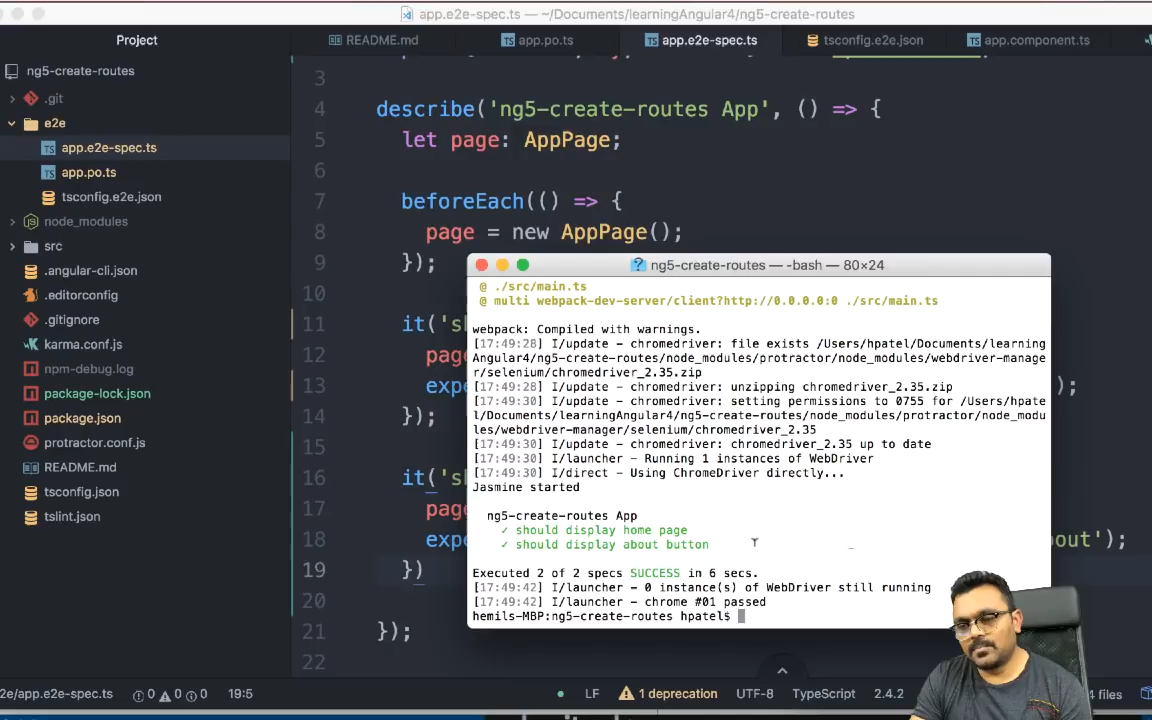 app.e2e-spec.ts — ~/Documents/learningAngular4/ng5-create-routes
Project
README.md
app.po.ts
app.e2e-spec.ts
tsconfig.e2e.json
app.component.ts
ng5-create-routes
.git
e2e
app.e2e-spec.ts
app.po.ts
tsconfig.e2e.json
node_modules
src
.angular-cli.json
.editorconfig
.gitignore
karma.conf.js
npm-debug.log
package-lock.json
package.json
protractor.conf.js
README.md
tsconfig.json
tslint.json
3
4 describe('ng5-create-routes App', () => {
5 let page: AppPage;
6
7 beforeEach(() => {
8 page = new AppPage();
9 });
10
11 it('s
12 pag
13 exp );
14 });
15
16 it('s
17 page
18 expe out');
19 })
20
21 });
22
ng5-create-routes — -bash — 80×24
@ ./src/main.ts
@ multi webpack-dev-server/client?http://0.0.0.0:0 ./src/main.ts
webpack: Compiled with warnings.
[17:49:28] I/update - chromedriver: file exists /Users/hpatel/Documents/learning
Angular4/ng5-create-routes/node_modules/protractor/node_modules/webdriver-manage
r/selenium/chromedriver_2.35.zip
[17:49:28] I/update - chromedriver: unzipping chromedriver_2.35.zip
[17:49:30] I/update - chromedriver: setting permissions to 0755 for /Users/hpate
l/Documents/learningAngular4/ng5-create-routes/node_modules/protractor/node_modu
les/webdriver-manager/selenium/chromedriver_2.35
[17:49:30] I/update - chromedriver: chromedriver_2.35 up to date
[17:49:30] I/launcher - Running 1 instances of WebDriver
[17:49:30] I/direct - Using ChromeDriver directly...
Jasmine started
ng5-create-routes App
✓ should display home page
✓ should display about button
Executed 2 of 2 specs SUCCESS in 6 secs.
[17:49:42] I/launcher - 0 instance(s) of WebDriver still running
[17:49:42] I/launcher - chrome #01 passed
hemils-MBP:ng5-create-routes hpatel$
e2e/app.e2e-spec.ts 0 0 0 19:5
LF 1 deprecation UTF-8 TypeScript 2.4.2 4 files